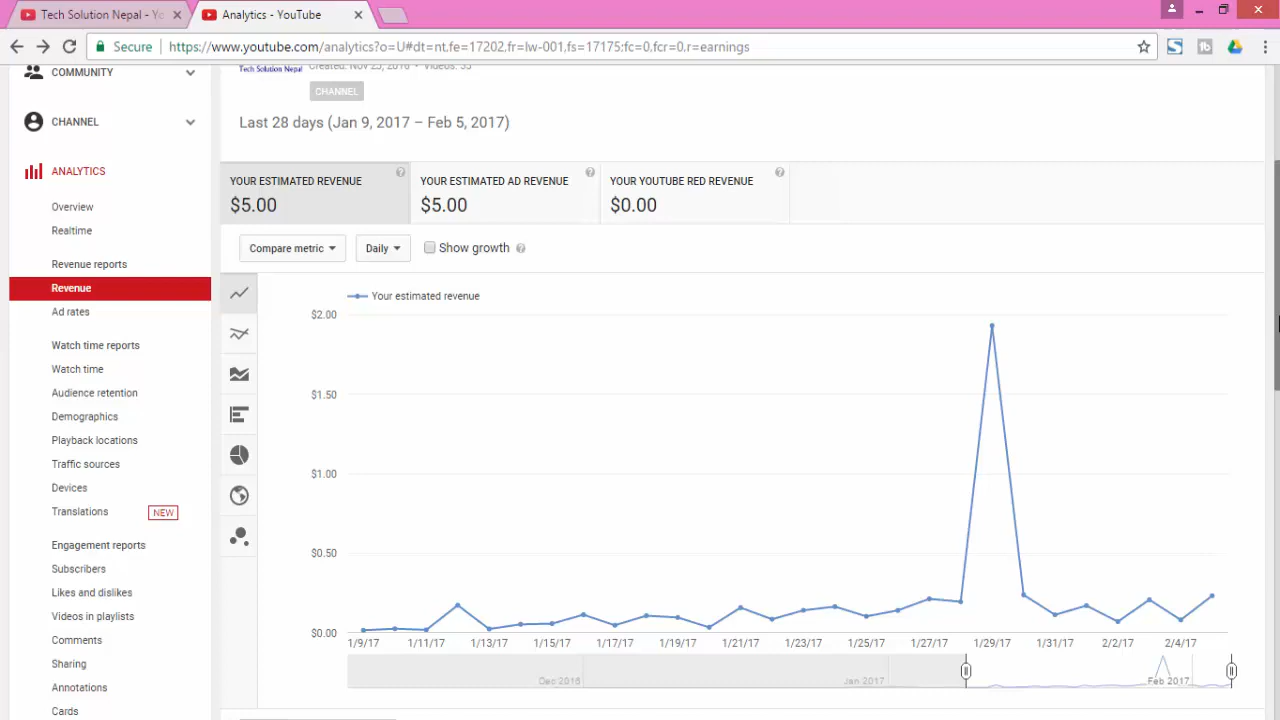 Tech Solution Nepal - Yo
Analytics - YouTube
Secure https://www.youtube.com/analytics?o=U#dt=nt.fe=17202.fr=lw-001.fs=17175:fc=0.fcr=0.r=earnings
COMMUNITY
Tech Solution Nepal
Created: Nov 23, 2016 • Videos: 33
CHANNEL
Last 28 days (Jan 9, 2017 – Feb 5, 2017)
CHANNEL
ANALYTICS
Overview
Realtime
Revenue reports
Revenue
Ad rates
Watch time reports
Watch time
Audience retention
Demographics
Playback locations
Traffic sources
Devices
Translations NEW
Engagement reports
Subscribers
Likes and dislikes
Videos in playlists
Comments
Sharing
Annotations
Cards
YOUR ESTIMATED REVENUE
$5.00
YOUR ESTIMATED AD REVENUE
$5.00
YOUR YOUTUBE RED REVENUE
$0.00
Compare metric Daily Show growth
Your estimated revenue
$2.00
$1.50
$1.00
$0.50
$0.00
1/9/17 1/11/17 1/13/17 1/15/17 1/17/17 1/19/17 1/21/17 1/23/17 1/25/17 1/27/17 1/29/17 1/31/17 2/2/17 2/4/17
Dec 2016 Jan 2017 Feb 2017